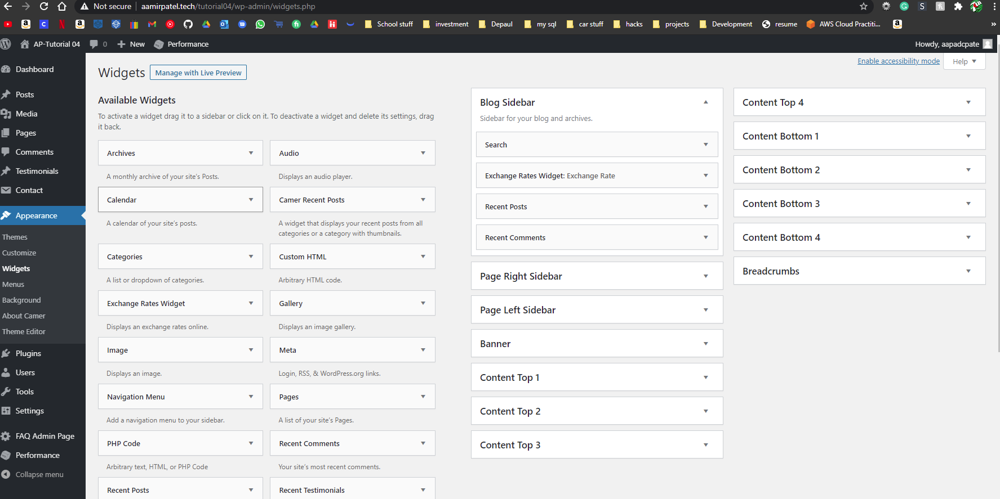 Not secure | aamirpatel.tech/tutorial04/wp-admin/widgets.php
School stuff investment Depaul my sql car stuff hacks projects Development resume AWS Cloud Practiti... »
AP-Tutorial 04 0 New Performance Howdy, aapadcpate
Dashboard
Posts
Media
Pages
Comments
Testimonials
Contact
Appearance
Themes
Customize
Widgets
Menus
Background
About Camer
Theme Editor
Plugins
Users
Tools
Settings
FAQ Admin Page
Performance
Collapse menu
Enable accessibility mode Help
Widgets Manage with Live Preview
Available Widgets
To activate a widget drag it to a sidebar or click on it. To deactivate a widget and delete its settings, drag
it back.
Archives
A monthly archive of your site's Posts.
Audio
Displays an audio player.
Calendar
A calendar of your site's posts.
Camer Recent Posts
A widget that displays your recent posts from all
categories or a category with thumbnails.
Categories
A list or dropdown of categories.
Custom HTML
Arbitrary HTML code.
Exchange Rates Widget
Displays an exchange rates online.
Gallery
Displays an image gallery.
Image
Displays an image.
Meta
Login, RSS, & WordPress.org links.
Navigation Menu
Add a navigation menu to your sidebar.
Pages
A list of your site's Pages.
PHP Code
Arbitrary text, HTML, or PHP Code
Recent Comments
Your site's most recent comments.
Recent Posts
Recent Testimonials
Blog Sidebar
Sidebar for your blog and archives.
Search
Exchange Rates Widget: Exchange Rate
Recent Posts
Recent Comments
Page Right Sidebar
Page Left Sidebar
Banner
Content Top 1
Content Top 2
Content Top 3
Content Top 4
Content Bottom 1
Content Bottom 2
Content Bottom 3
Content Bottom 4
Breadcrumbs